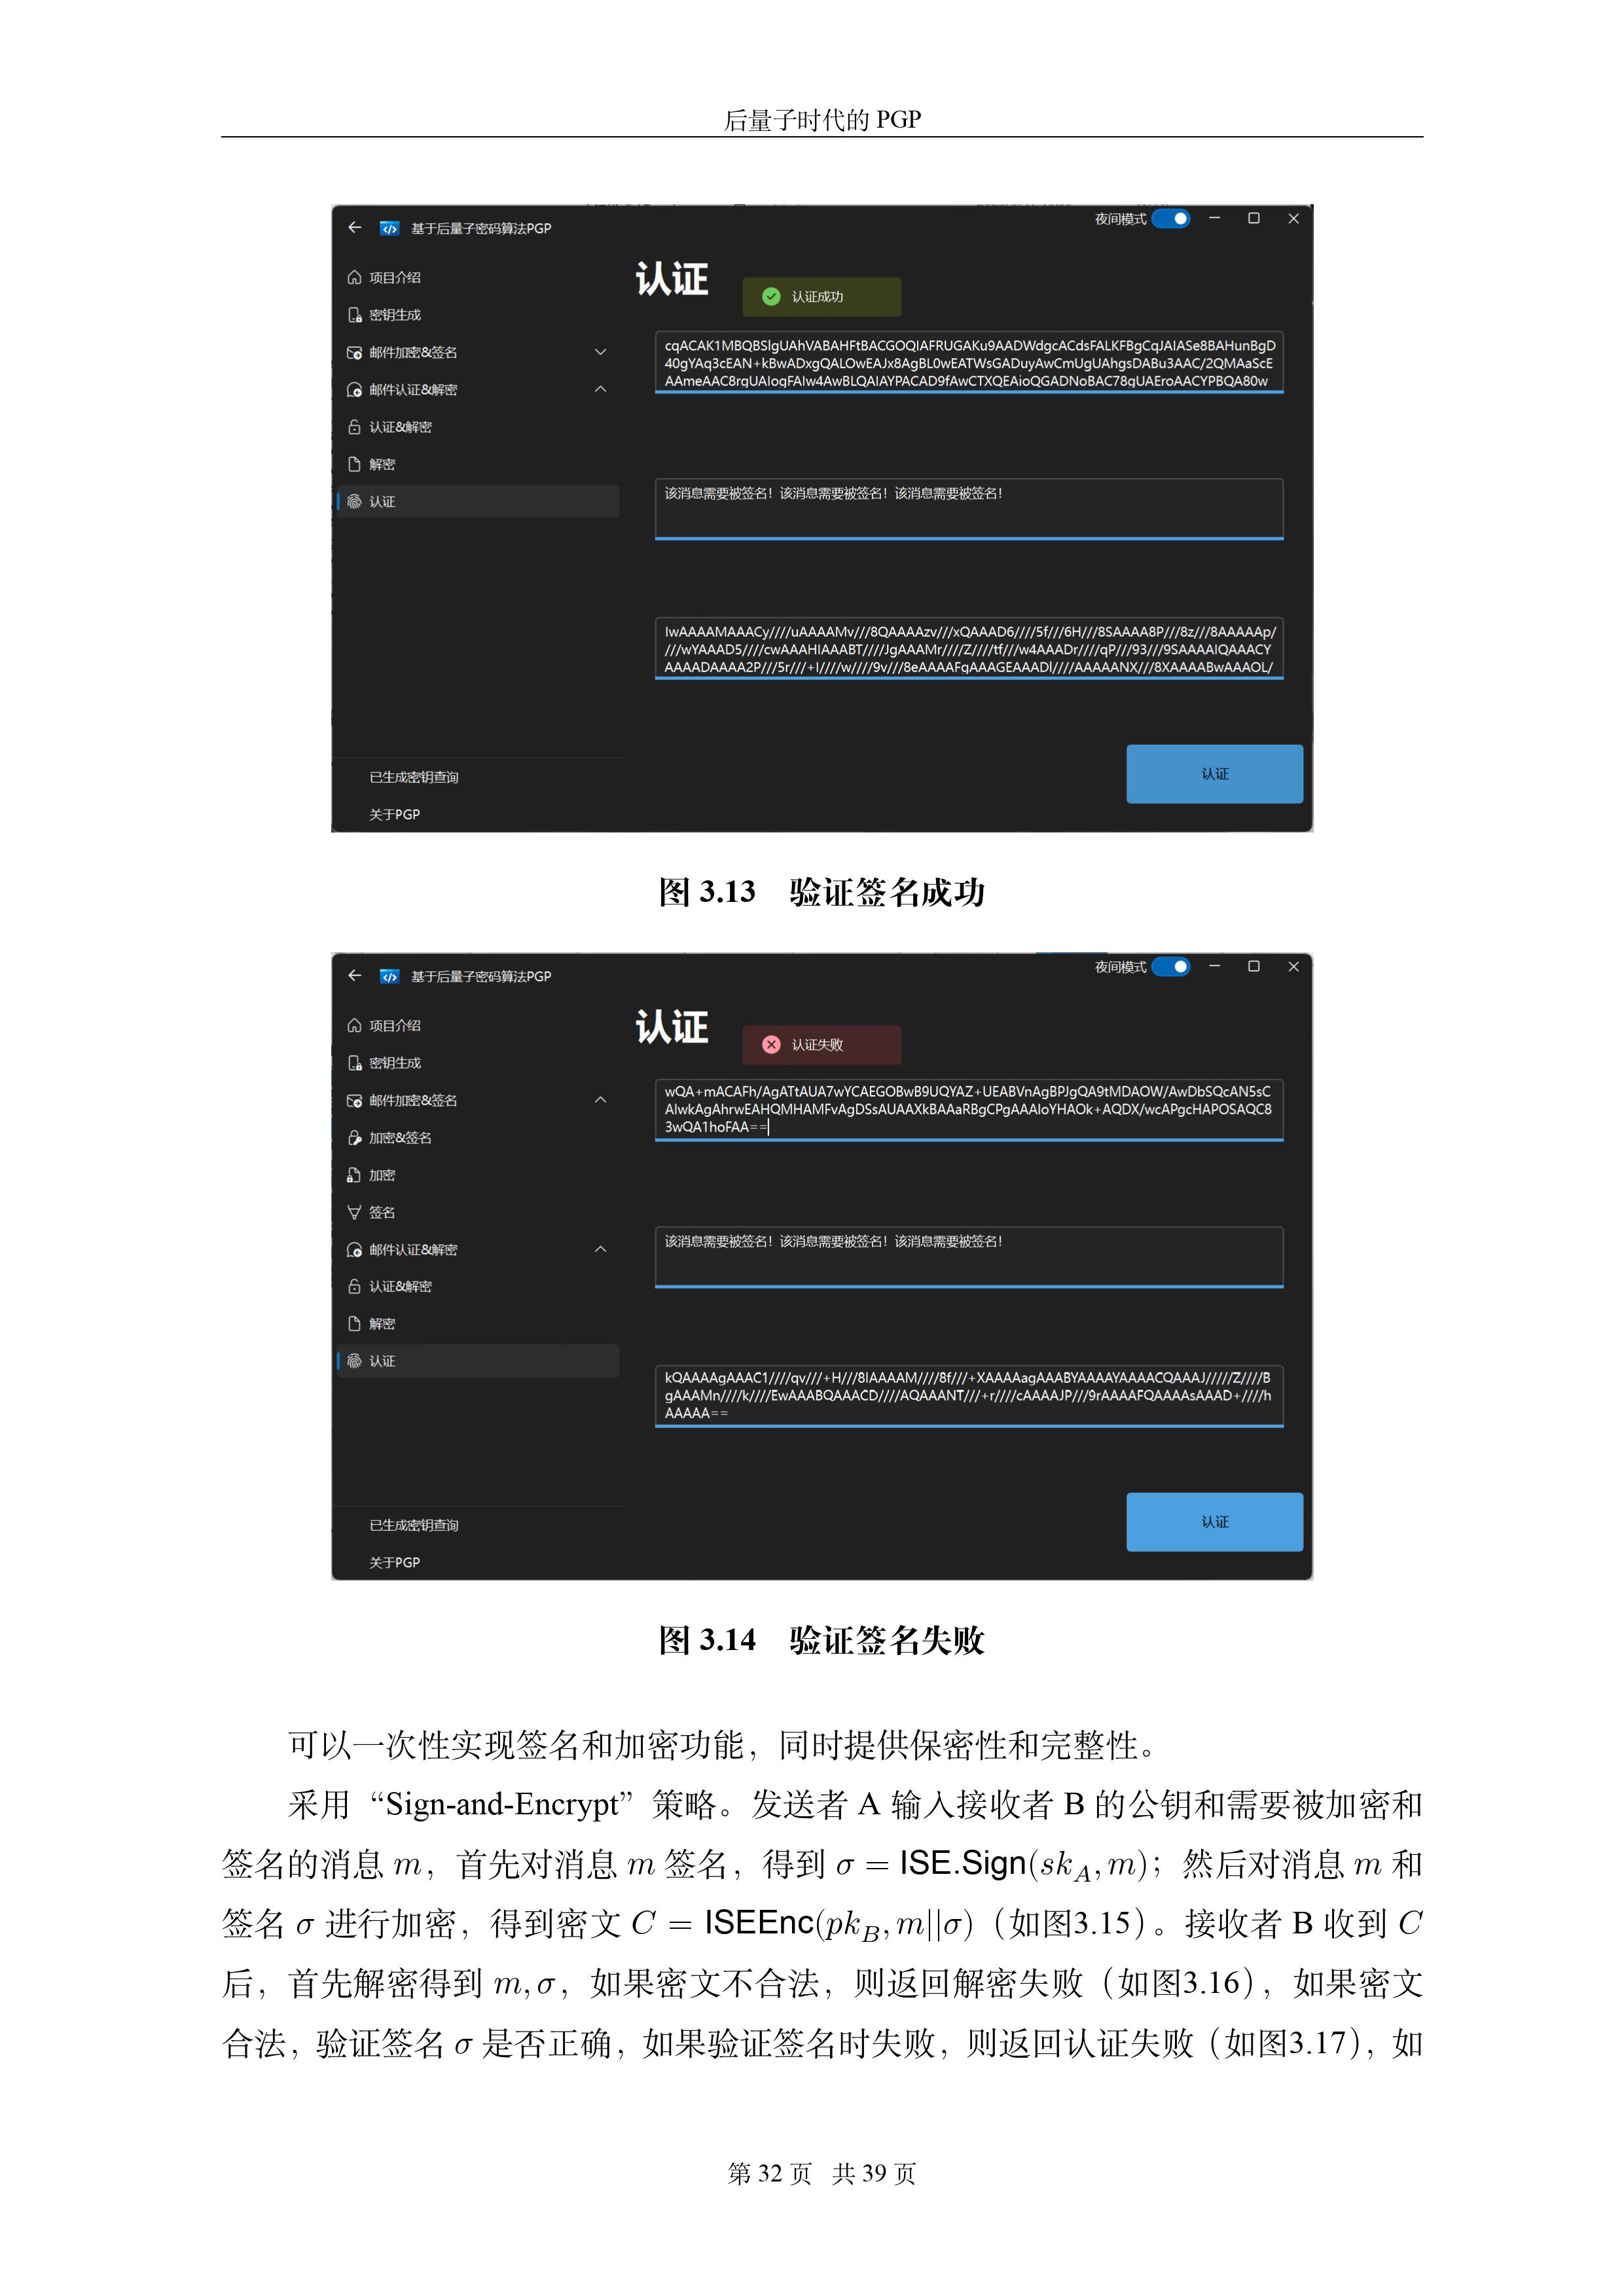 后量子时代的 PGP
基于后量子密码算法PGP
夜间模式
项目介绍
密钥生成
邮件加密&签名
邮件认证&解密
认证&解密
解密
认证
已生成密钥查询
关于PGP
认证
认证成功
cqACAK1MBQBSIgUAhVABAHFtBACGOQIAFRUGAKu9AADWdgcACdsFALKFBgCqJAIASe8BAHunBgD
40gYAq3cEAN+kBwADxgQALOwEAJx8AgBL0wEATWsGADuyAwCmUgUAhgsDABu3AAC/2QMAaScE
AAmeAAC8rgUAIogFAIw4AwBLQAIAYPACAD9fAwCTXQEAioQGADNoBAC78gUAEroAACYPBQA80w
该消息需要被签名！该消息需要被签名！该消息需要被签名！
IwAAAAMAAACy////uAAAAMv///8QAAAAzv///xQAAAD6////5f///6H///8SAAAA8P///8z///8AAAAAp/
///wYAAAD5////cwAAAHIAAABT////JgAAAMr////Z////tf///w4AAADr////qP///93///9SAAAAIQAAACY
AAAADAAAA2P///5r///+I////w////9v///8eAAAAFgAAAGEAAADl////AAAAANX///8XAAAABwAAAOL/
认证
图 3.13 验证签名成功
基于后量子密码算法PGP
夜间模式
项目介绍
密钥生成
邮件加密&签名
加密&签名
加密
签名
邮件认证&解密
认证&解密
解密
认证
已生成密钥查询
关于PGP
认证
认证失败
wQA+mACAFh/AgATtAUA7wYCAEGOBwB9UQYAZ+UEABVnAgBPJgQA9tMDAOW/AwDbSQcAN5sC
AIwkAgAhrwEAHQMHAMFvAgDSsAUAAXkBAAaRBgCPgAAAIoYHAOk+AQDX/wcAPgcHAPOSAQC8
3wQA1hoFAA==
该消息需要被签名！该消息需要被签名！该消息需要被签名！
kQAAAAgAAAC1////qv///+H///8IAAAAM////8f///+XAAAAagAAABYAAAAYAAAACQAAAJ/////Z////B
gAAAMn////k////EwAAABQAAACD////AQAAANT///+r////cAAAAJP///9rAAAAFQAAAAsAAAD+////h
AAAAA==
认证
图 3.14 验证签名失败
可以一次性实现签名和加密功能，同时提供保密性和完整性。
采用“Sign-and-Encrypt”策略。发送者 A 输入接收者 B 的公钥和需要被加密和
签名的消息 m，首先对消息 m 签名，得到 σ = ISE.Sign(sk_A, m)；然后对消息 m 和
签名 σ 进行加密，得到密文 C = ISEEnc(pk_B, m||σ)（如图3.15）。接收者 B 收到 C
后，首先解密得到 m, σ，如果密文不合法，则返回解密失败（如图3.16），如果密文
合法，验证签名 σ 是否正确，如果验证签名时失败，则返回认证失败（如图3.17），如
第 32 页 共 39 页